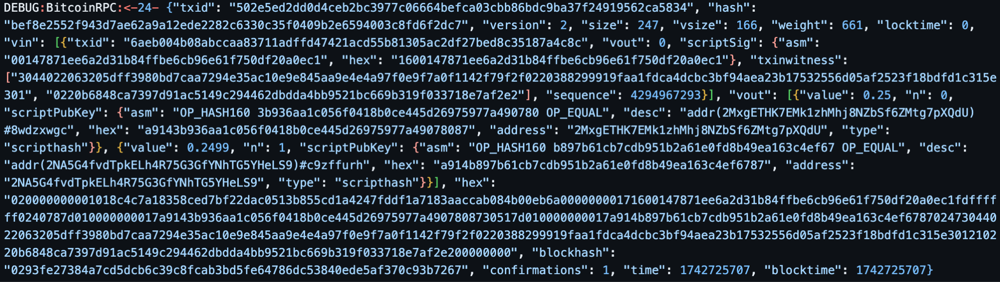 DEBUG:BitcoinRPC:<-24- {"txid": "502e5ed2dd0d4ceb2bc3977c06664befca03cbb86bdc9ba37f24919562ca5834", "hash":
"bef8e2552f943d7ae62a9a12ede2282c6330c35f0409b2e6594003c8fd6f2dc7", "version": 2, "size": 247, "vsize": 166, "weight": 661, "locktime": 0,
"vin": [{"txid": "6aeb004b08abccaa83711adffd47421acd55b81305ac2df27bed8c35187a4c8c", "vout": 0, "scriptSig": {"asm":
"00147871ee6a2d31b84ffbe6cb96e61f750df20a0ec1", "hex": "1600147871ee6a2d31b84ffbe6cb96e61f750df20a0ec1"}, "txinwitness":
["3044022063205dff3980bd7caa7294e35ac10e9e845aa9e4e4a97f0e9f7a0f1142f79f2f0220388299919faa1fdca4dcbc3bf94aea23b17532556d05af2523f18bdfd1c315e
301", "0220b6848ca7397d91ac5149c294462dbdda4bb9521bc669b319f033718e7af2e2"], "sequence": 4294967293}], "vout": [{"value": 0.25, "n": 0,
"scriptPubKey": {"asm": "OP_HASH160 3b936aa1c056f0418b0ce445d26975977a490780 OP_EQUAL", "desc": "addr(2MxgETHK7EMk1zhMhj8NZbSf6ZMtg7pXQdU)
#8wdzxwgc", "hex": "a9143b936aa1c056f0418b0ce445d26975977a49078087", "address": "2MxgETHK7EMk1zhMhj8NZbSf6ZMtg7pXQdU", "type":
"scripthash"}}, {"value": 0.2499, "n": 1, "scriptPubKey": {"asm": "OP_HASH160 b897b61cb7cdb951b2a61e0fd8b49ea163c4ef67 OP_EQUAL", "desc":
"addr(2NA5G4fvdTpkELh4R75G3GfYNhTG5YHeLS9)#c9zffurh", "hex": "a914b897b61cb7cdb951b2a61e0fd8b49ea163c4ef6787", "address":
"2NA5G4fvdTpkELh4R75G3GfYNhTG5YHeLS9", "type": "scripthash"}}], "hex":
"020000000001018c4c7a18358ced7bf22dac0513b855cd1a4247fddf1a7183aaccab084b00eb6a00000000171600147871ee6a2d31b84ffbe6cb96e61f750df20a0ec1fdffff
ff0240787d010000000017a9143b936aa1c056f0418b0ce445d26975977a4907808730517d010000000017a914b897b61cb7cdb951b2a61e0fd8b49ea163c4ef6787024730440
22063205dff3980bd7caa7294e35ac10e9e845aa9e4e4a97f0e9f7a0f1142f79f2f0220388299919faa1fdca4dcbc3bf94aea23b17532556d05af2523f18bdfd1c315e3012102
20b6848ca7397d91ac5149c294462dbdda4bb9521bc669b319f033718e7af2e200000000", "blockhash":
"0293fe27384a7cd5dcb6c39c8fcab3bd5fe64786dc53840ede5af370c93b7267", "confirmations": 1, "time": 1742725707, "blocktime": 1742725707}